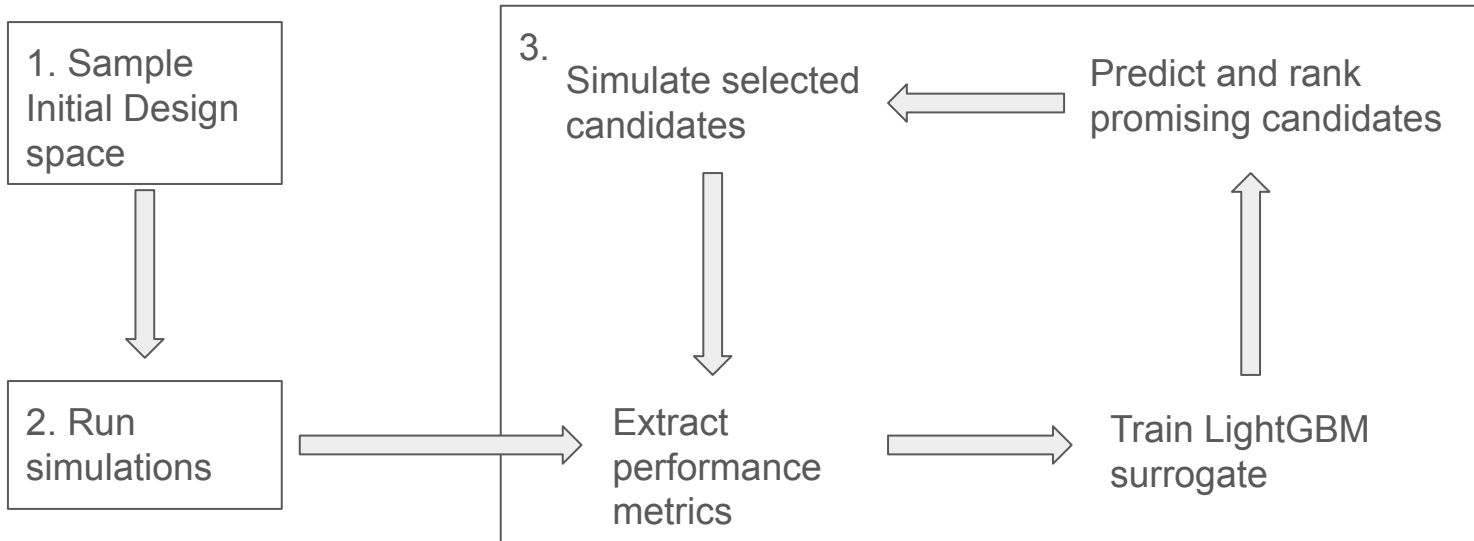 1. Sample
Initial Design
space
2. Run
simulations
3.
Simulate selected
candidates
Predict and rank
promising candidates
Extract
performance
metrics
Train LightGBM
surrogate